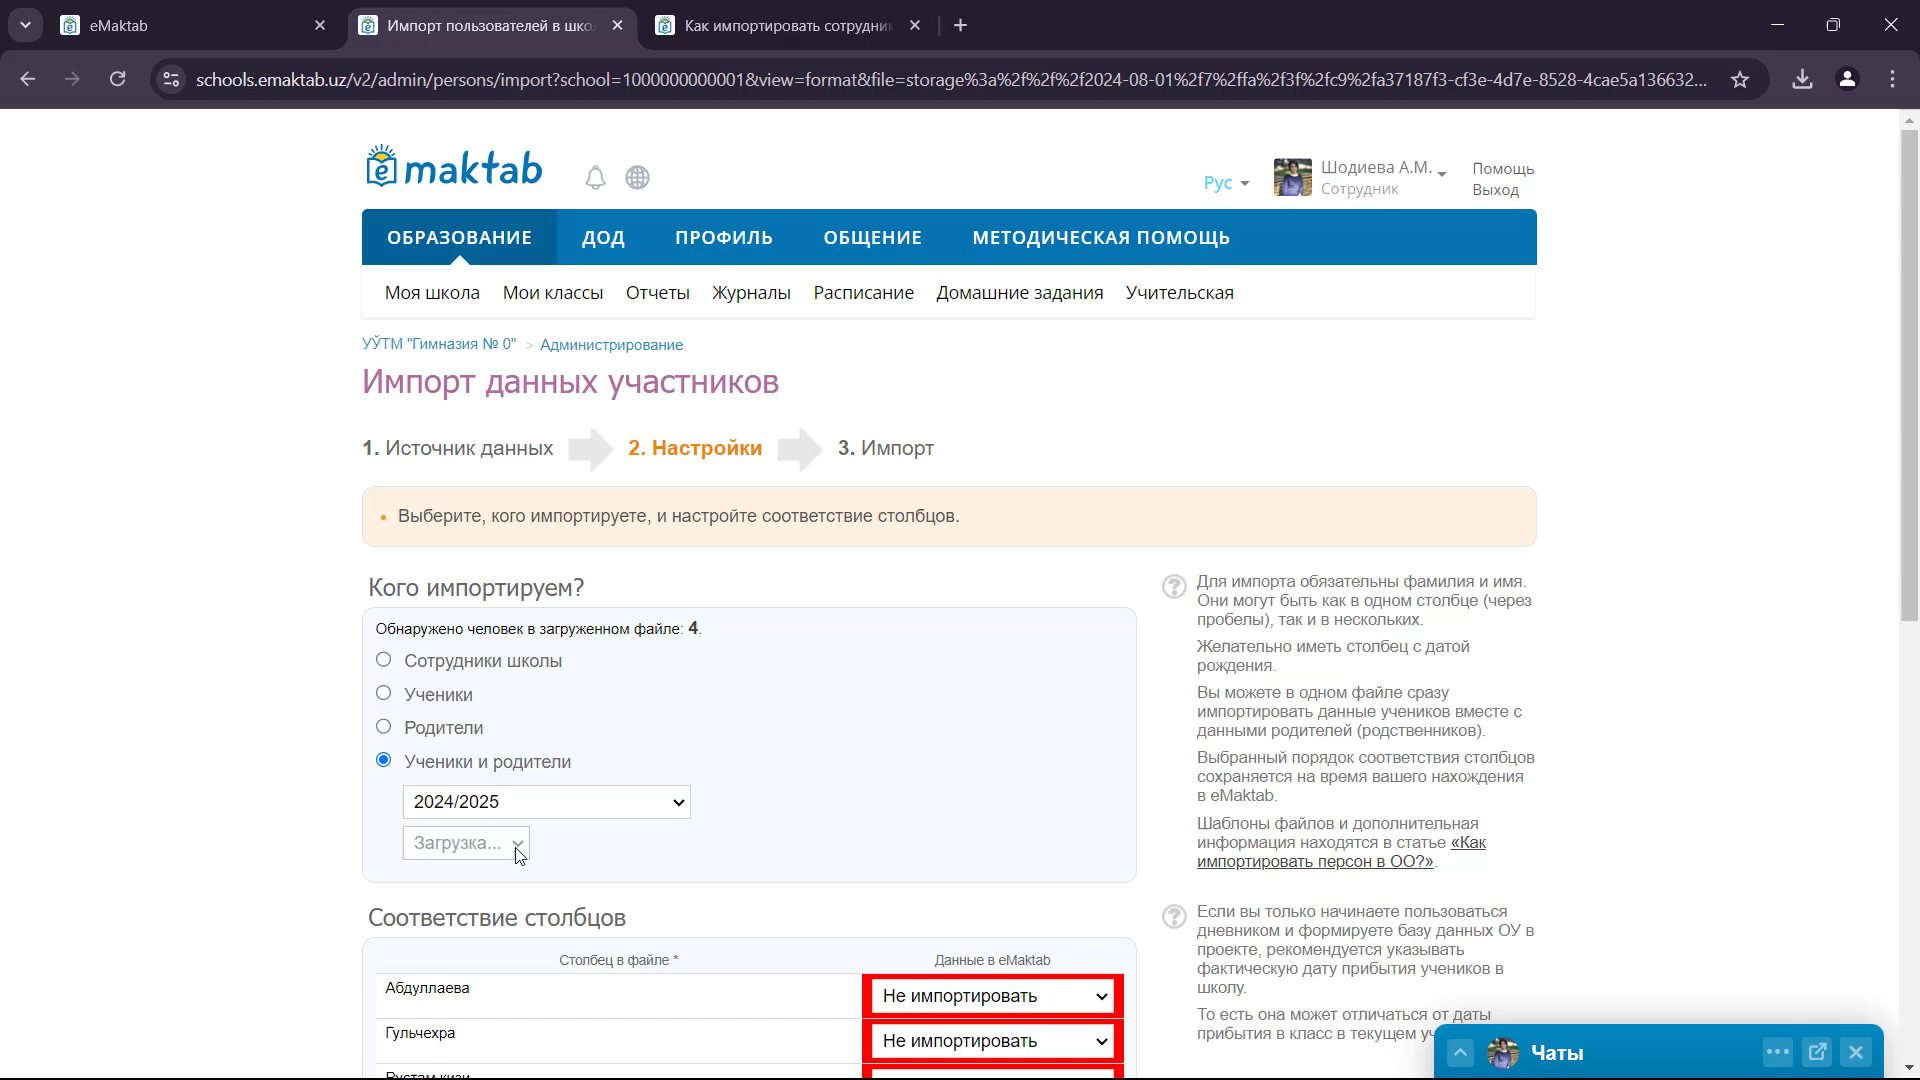 eMaktab
Импорт пользователей в шко
Как импортировать сотрудни
schools.emaktab.uz/v2/admin/persons/import?school=1000000000001&view=format&file=storage%3a%2f%2f%2f2024-08-01%2f7%2ffa%2f3f%2fc9%2fa37187f3-cf3e-4d7e-8528-4cae5a136632...
maktab
Рус
Шодиева А.М.
Сотрудник
Помощь
Выход
ОБРАЗОВАНИЕ ДОД ПРОФИЛЬ ОБЩЕНИЕ МЕТОДИЧЕСКАЯ ПОМОЩЬ
Моя школа Мои классы Отчеты Журналы Расписание Домашние задания Учительская
УЎТМ "Гимназия № 0" > Администрирование
Импорт данных участников
1. Источник данных 2. Настройки 3. Импорт
• Выберите, кого импортируете, и настройте соответствие столбцов.
Кого импортируем?
Обнаружено человек в загруженном файле: 4.
Сотрудники школы
Ученики
Родители
Ученики и родители
2024/2025
Загрузка...
? Для импорта обязательны фамилия и имя.
Они могут быть как в одном столбце (через
пробелы), так и в нескольких.
Желательно иметь столбец с датой
рождения.
Вы можете в одном файле сразу
импортировать данные учеников вместе с
данными родителей (родственников).
Выбранный порядок соответствия столбцов
сохраняется на время вашего нахождения
в eMaktab.
Шаблоны файлов и дополнительная
информация находятся в статье «Как
импортировать персон в ОО?».
Соответствие столбцов
Столбец в файле * Данные в eMaktab
Абдуллаева Не импортировать
Гульчехра Не импортировать
Рустам кизи
? Если вы только начинаете пользоваться
дневником и формируете базу данных ОУ в
проекте, рекомендуется указывать
фактическую дату прибытия учеников в
школу.
То есть она может отличаться от даты
прибытия в класс в текущем уч
Чаты